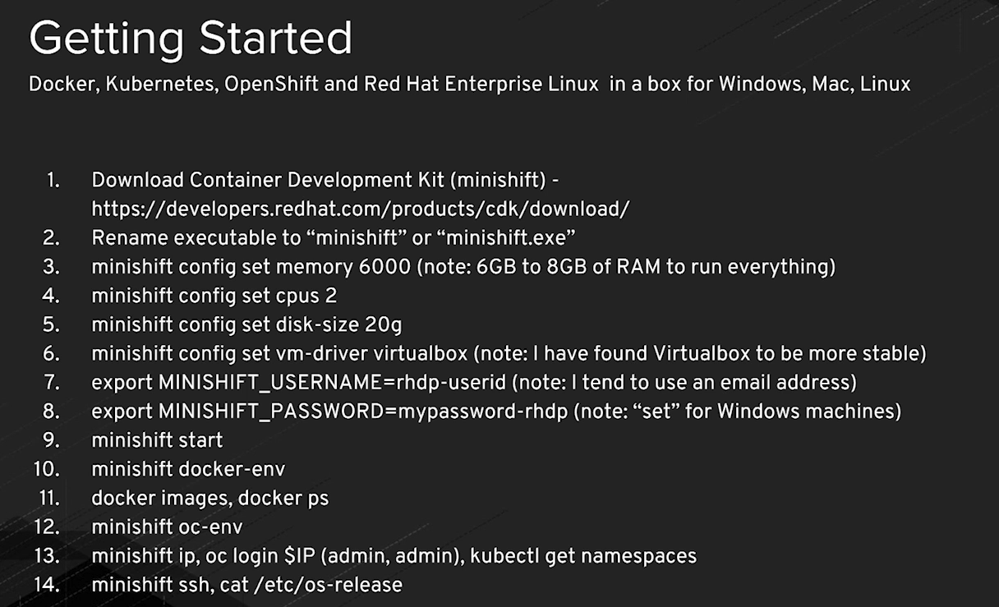 Getting Started
Docker, Kubernetes, OpenShift and Red Hat Enterprise Linux  in a box for Windows, Mac, Linux
1. Download Container Development Kit (minishift) -
https://developers.redhat.com/products/cdk/download/
2. Rename executable to “minishift” or “minishift.exe”
3. minishift config set memory 6000 (note: 6GB to 8GB of RAM to run everything)
4. minishift config set cpus 2
5. minishift config set disk-size 20g
6. minishift config set vm-driver virtualbox (note: I have found Virtualbox to be more stable)
7. export MINISHIFT_USERNAME=rhdp-userid (note: I tend to use an email address)
8. export MINISHIFT_PASSWORD=mypassword-rhdp (note: “set” for Windows machines)
9. minishift start
10. minishift docker-env
11. docker images, docker ps
12. minishift oc-env
13. minishift ip, oc login $IP (admin, admin), kubectl get namespaces
14. minishift ssh, cat /etc/os-release